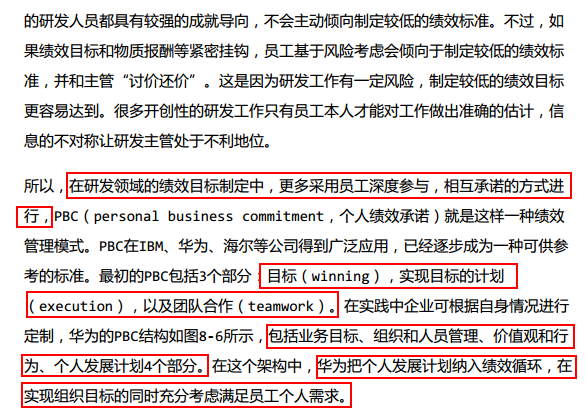 的研发人员都具有较强的成就导向，不会主动倾向制定较低的绩效标准。不过，如
果绩效目标和物质报酬等紧密挂钩，员工基于风险考虑会倾向于制定较低的绩效标
准，并和主管“讨价还价”。这是因为研发工作有一定风险，制定较低的绩效目标
更容易达到。很多开创性的研发工作只有员工本人才能对工作做出准确的估计，信
息的不对称让研发主管处于不利地位。
所以，在研发领域的绩效目标制定中，更多采用员工深度参与，相互承诺的方式进
行，PBC（personal business commitment，个人绩效承诺）就是这样一种绩效
管理模式。PBC在IBM、华为、海尔等公司得到广泛应用，已经逐步成为一种可供参
考的标准。最初的PBC包括3个部分：目标（winning），实现目标的计划
（execution），以及团队合作（teamwork）。在实践中企业可根据自身情况进行
定制，华为的PBC结构如图8-6所示，包括业务目标、组织和人员管理、价值观和行
为、个人发展计划4个部分。在这个架构中，华为把个人发展计划纳入绩效循环，在
实现组织目标的同时充分考虑满足员工个人需求。